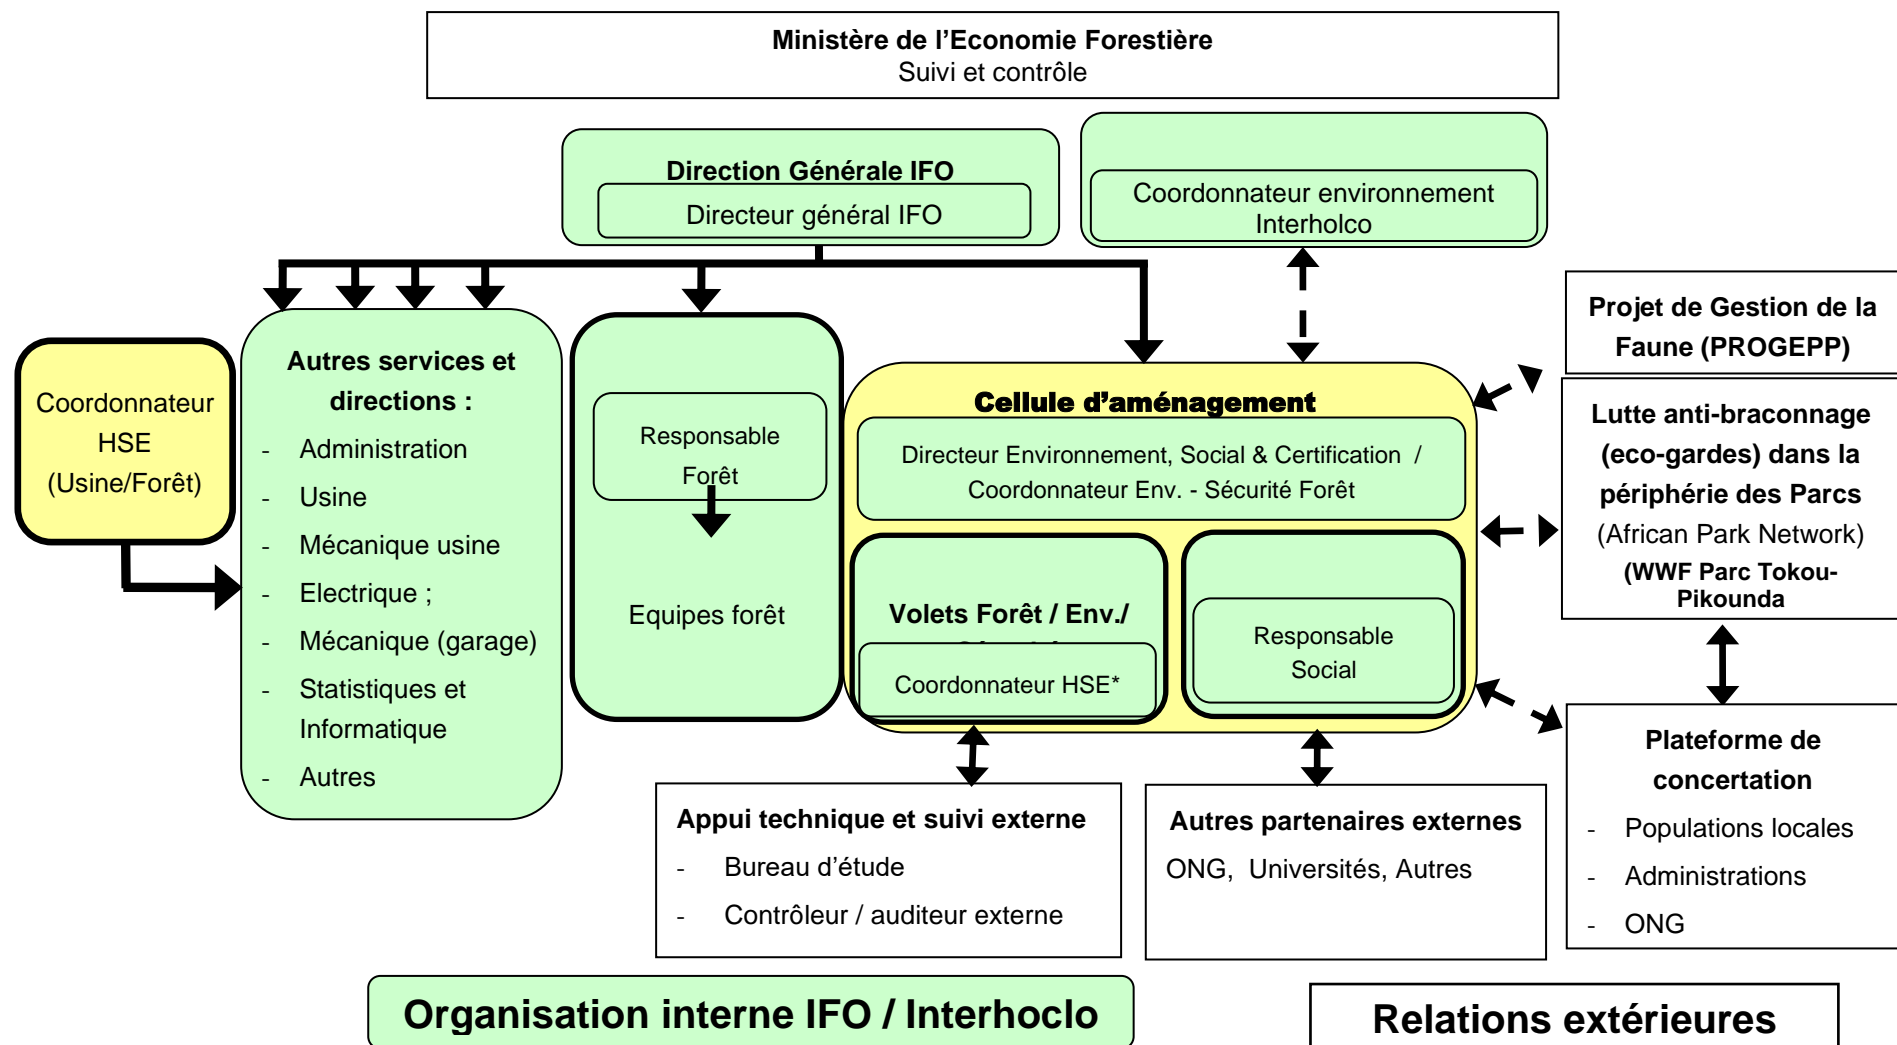 Ministère de l'Economie Forestière
Suivi et contrôle
Direction Générale IFO
Directeur général IFO
Coordonnateur environnement
Interholco
Coordonnateur
HSE
(Usine/Forêt)
Autres services et
directions :
- Administration
- Usine
- Mécanique usine
- Electrique ;
- Mécanique (garage)
- Statistiques et
Informatique
- Autres
Responsable
Forêt
Equipes forêt
Cellule d'aménagement
Directeur Environnement, Social & Certification /
Coordonnateur Env. - Sécurité Forêt
Volets Forêt / Env./
Coordonnateur HSE*
Responsable
Social
Projet de Gestion de la
Faune (PROGEPP)
Lutte anti-braconnage
(eco-gardes) dans la
périphérie des Parcs
(African Park Network)
(WWF Parc Tokou-
Pikounda
Plateforme de
concertation
- Populations locales
- Administrations
- ONG
Appui technique et suivi externe
- Bureau d'étude
- Contrôleur / auditeur externe
Autres partenaires externes
ONG, Universités, Autres
Organisation interne IFO / Interhoclo
Relations extérieures